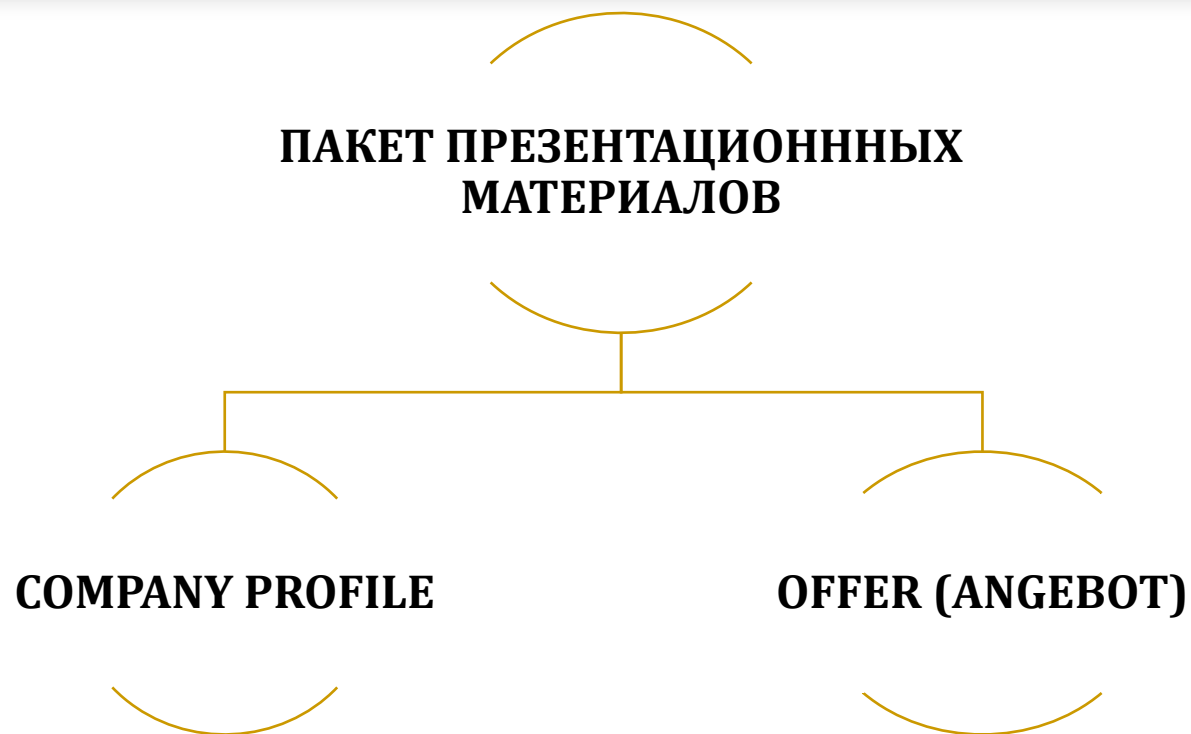 ПАКЕТ ПРЕЗЕНТАЦИОНННЫХ
МАТЕРИАЛОВ
COMPANY PROFILE
OFFER (ANGEBOT)